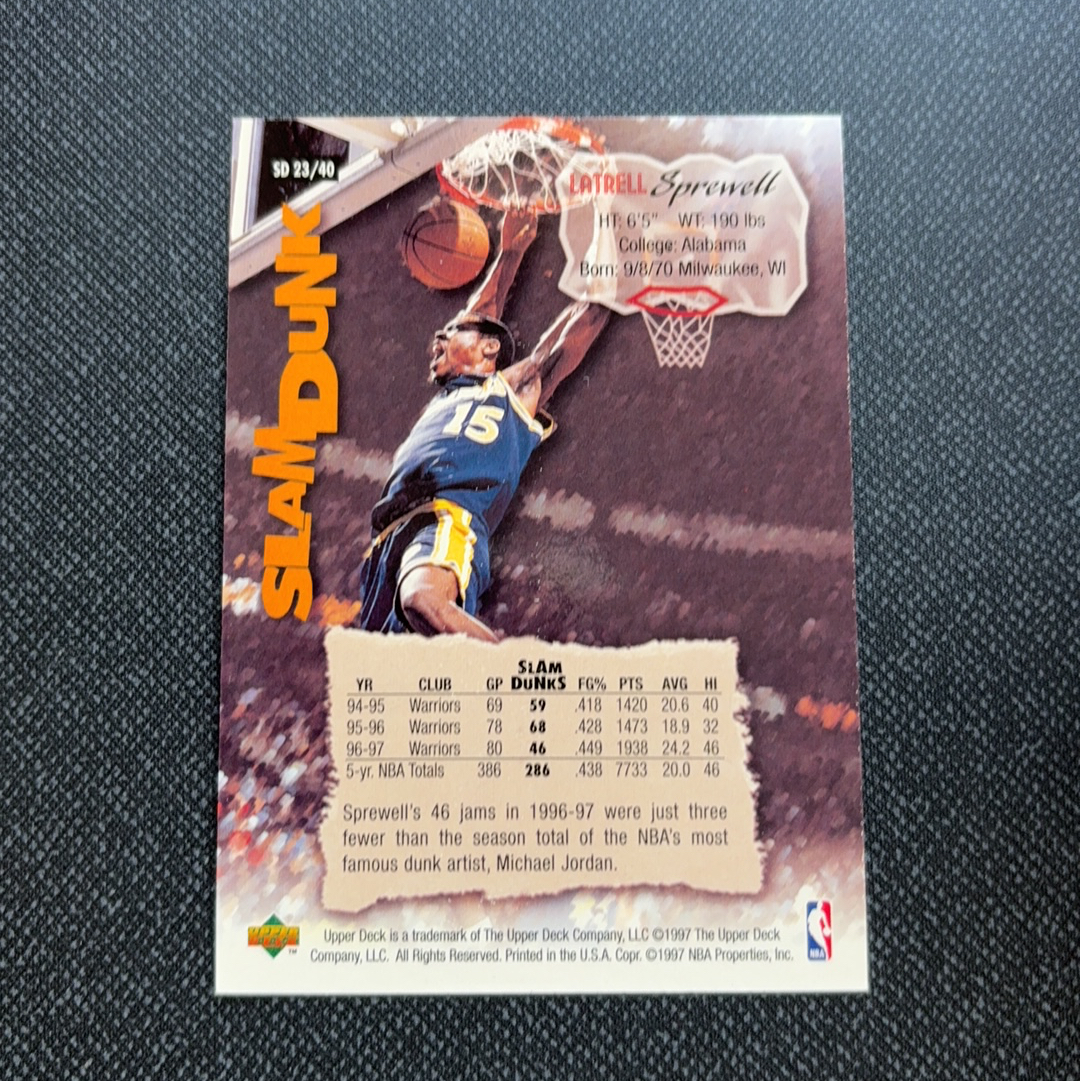 SD 23/40
SLAM DUNK
LATRELL Sprewell
HT: 6'5" WT: 190 lbs
College: Alabama
Born: 9/8/70 Milwaukee, WI
15
YR CLUB GP SLAM DUNKS FG% PTS AVG HI
94-95 Warriors 69 59 .418 1420 20.6 40
95-96 Warriors 78 68 .428 1473 18.9 32
96-97 Warriors 80 46 .449 1938 24.2 46
5-yr. NBA Totals 386 286 .438 7733 20.0 46
Sprewell's 46 jams in 1996-97 were just three
fewer than the season total of the NBA's most
famous dunk artist, Michael Jordan.
UPPER DECK ™
Upper Deck is a trademark of The Upper Deck Company, LLC ©1997 The Upper Deck
Company, LLC. All Rights Reserved. Printed in the U.S.A. Copr. ©1997 NBA Properties, Inc.
NBA